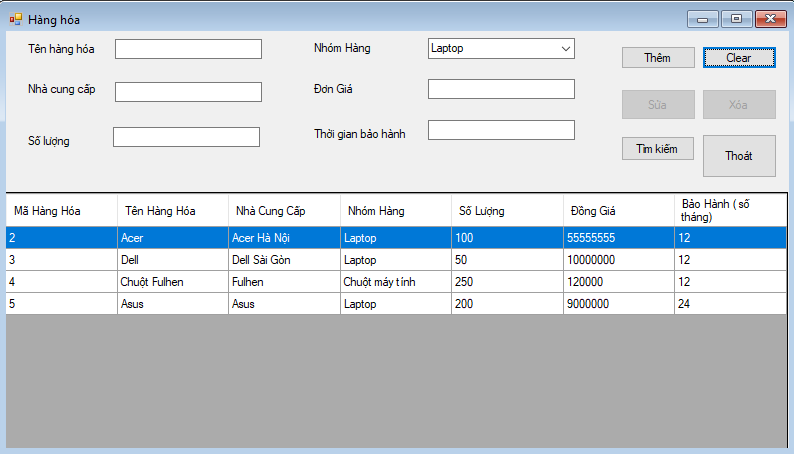 Hàng hóa
Tên hàng hóa
Nhóm Hàng
Laptop
Thêm
Clear
Nhà cung cấp
Đơn Giá
Sửa
Xóa
Số lượng
Thời gian bảo hành
Tìm kiếm
Thoát
Mã Hàng Hóa Tên Hàng Hóa Nhà Cung Cấp Nhóm Hàng Số Lượng Đồng Giá Bảo Hành ( số
tháng)
2 Acer Acer Hà Nội Laptop 100 55555555 12
3 Dell Dell Sài Gòn Laptop 50 10000000 12
4 Chuột Fulhen Fulhen Chuột máy tính 250 120000 12
5 Asus Asus Laptop 200 9000000 24